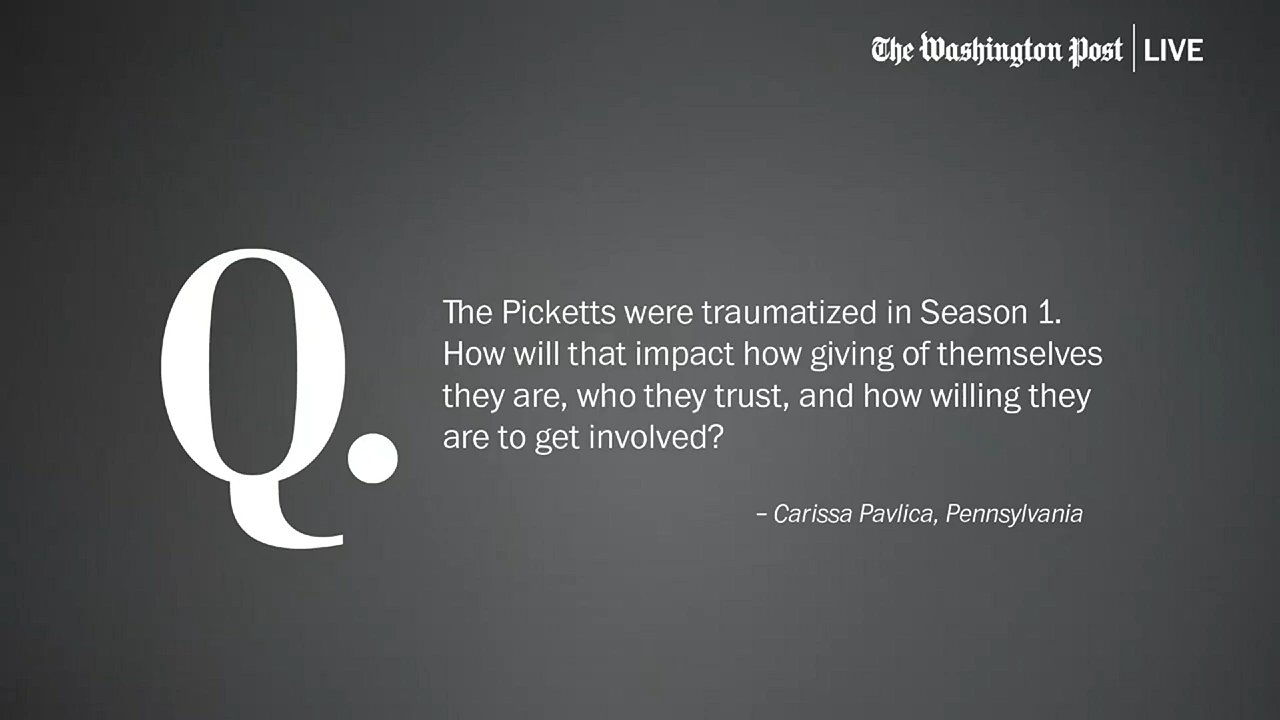 The Washington Post | LIVE
Q.
The Picketts were traumatized in Season 1.
How will that impact how giving of themselves
they are, who they trust, and how willing they
are to get involved?
– Carissa Pavlica, Pennsylvania